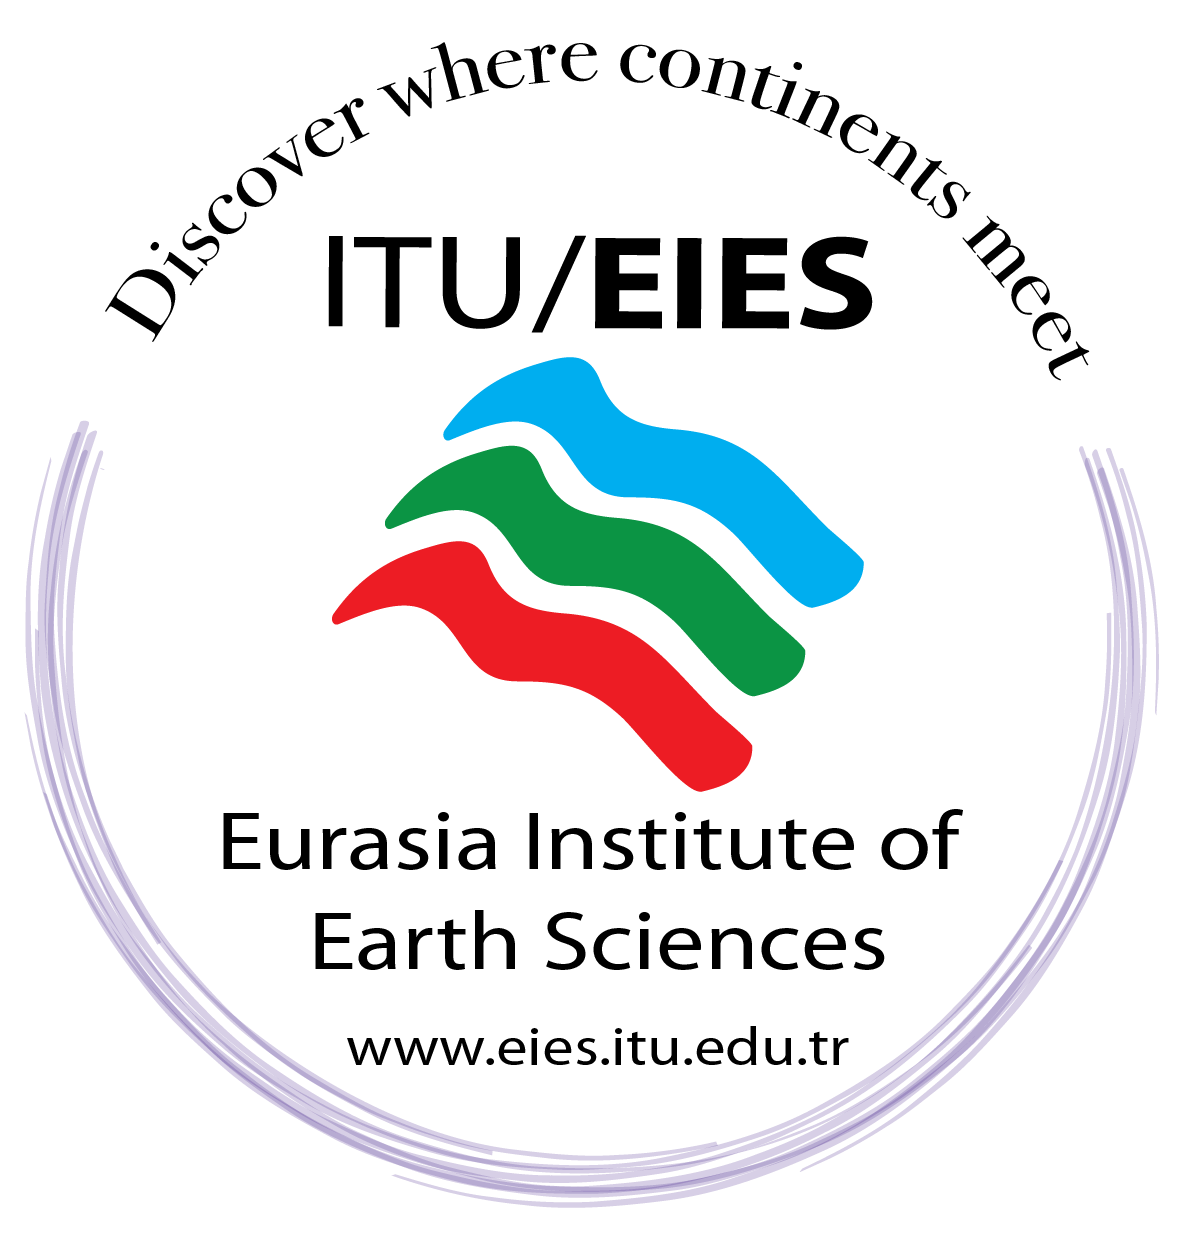 Discover where continents meet
ITU/EIES
Eurasia Institute of
Earth Sciences
www.eies.itu.edu.tr